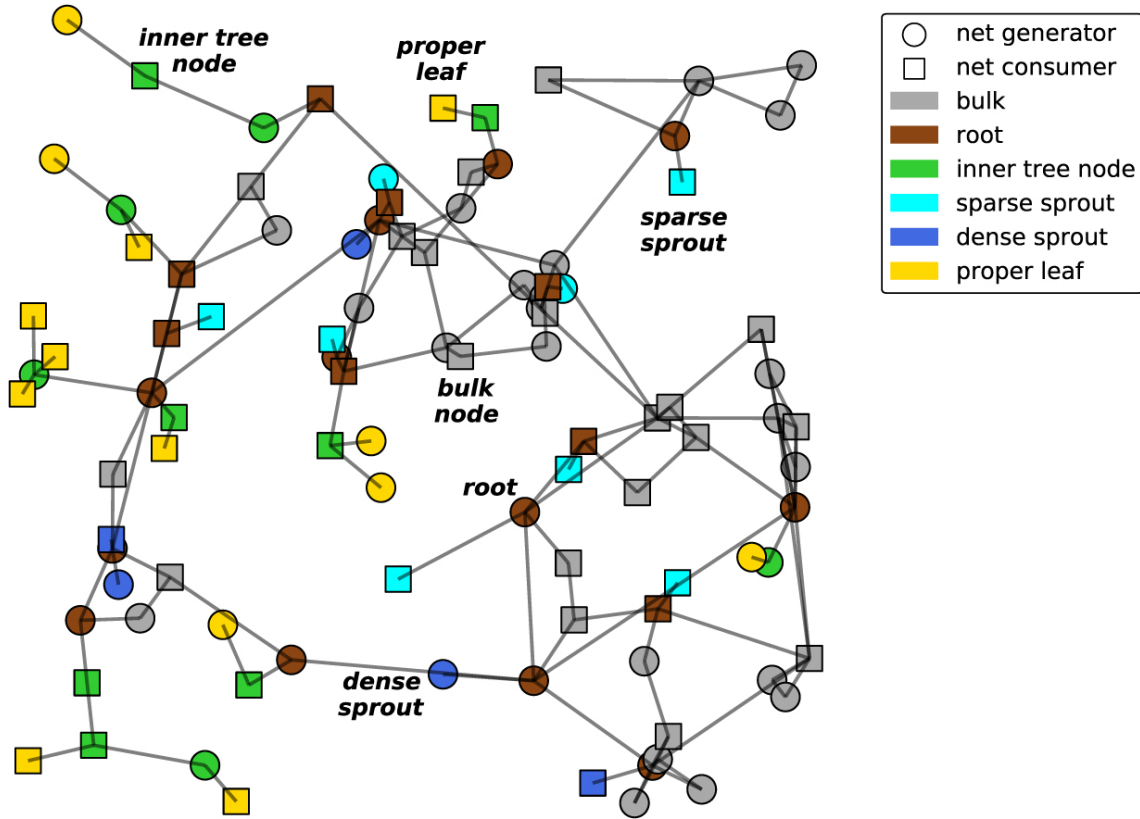 inner tree
node
proper
leaf
sparse
sprout
bulk
node
root
dense
sprout
net generator
net consumer
bulk
root
inner tree node
sparse sprout
dense sprout
proper leaf